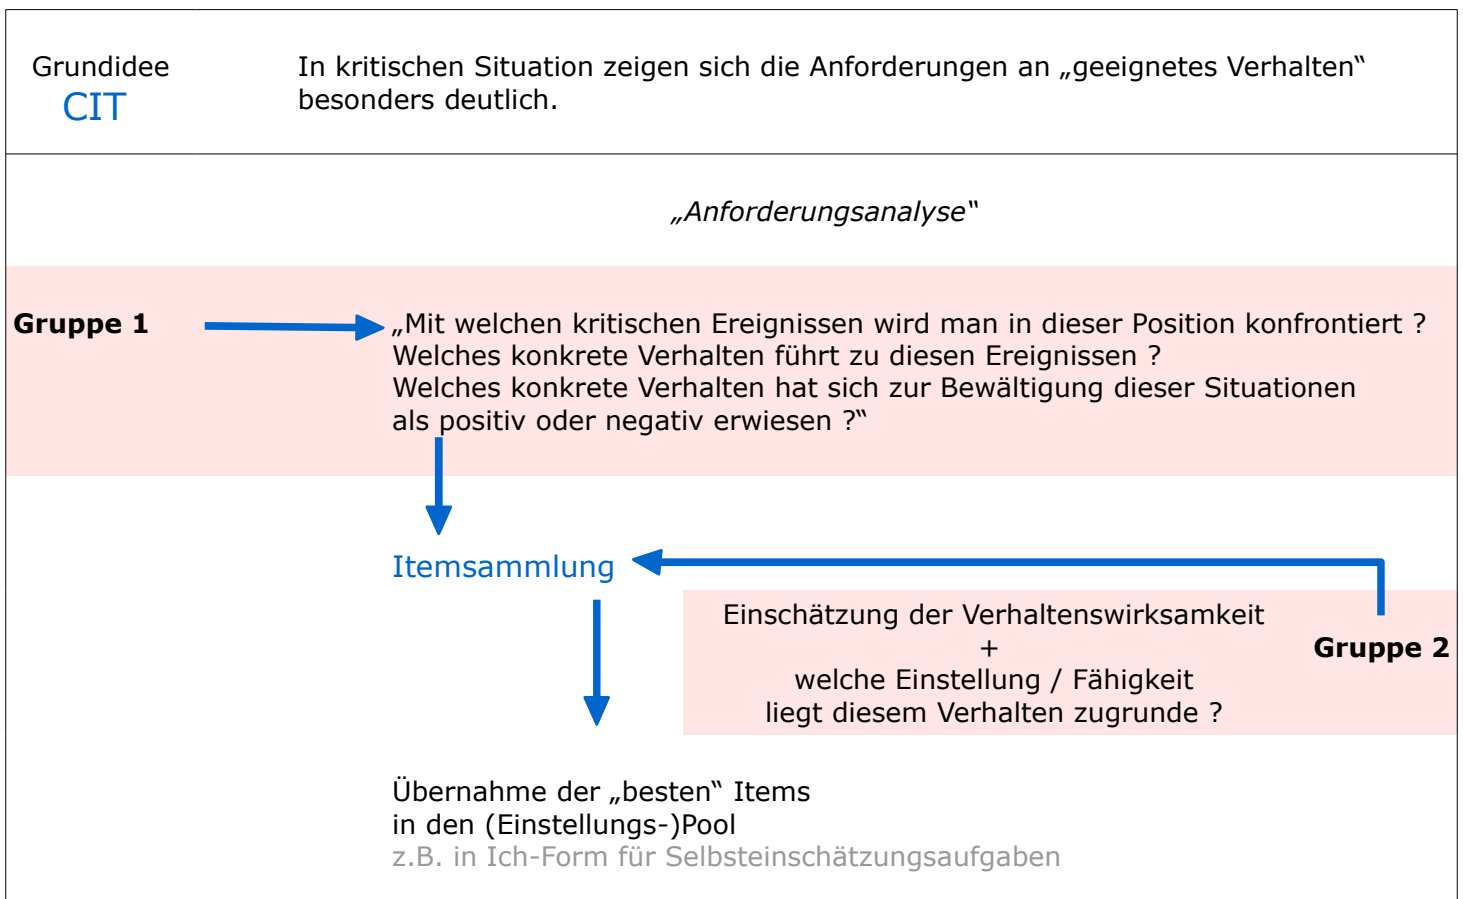 Grundidee
CIT
In kritischen Situation zeigen sich die Anforderungen an „geeignetes Verhalten“
besonders deutlich.
„Anforderungsanalyse“
Gruppe 1
„Mit welchen kritischen Ereignissen wird man in dieser Position konfrontiert ?
Welches konkrete Verhalten führt zu diesen Ereignissen ?
Welches konkrete Verhalten hat sich zur Bewältigung dieser Situationen
als positiv oder negativ erwiesen ?“
Itemsammlung
Einschätzung der Verhaltenswirksamkeit
+
welche Einstellung / Fähigkeit
liegt diesem Verhalten zugrunde ?
Gruppe 2
Übernahme der „besten“ Items
in den (Einstellungs-)Pool
z.B. in Ich-Form für Selbsteinschätzungsaufgaben